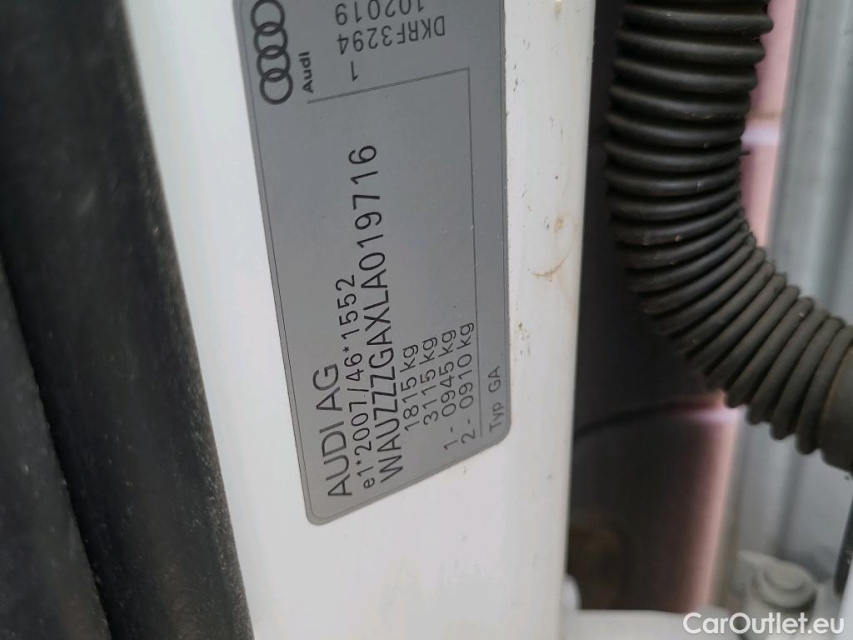 AUDI AG
e1*2007/46*1552
WAUZZZGAXLA019716
1815 kg
3115 kg
1- 0945 kg
2- 0910 kg
Typ GA
Audi
1
DKRF3294
102019
CarOutlet.eu